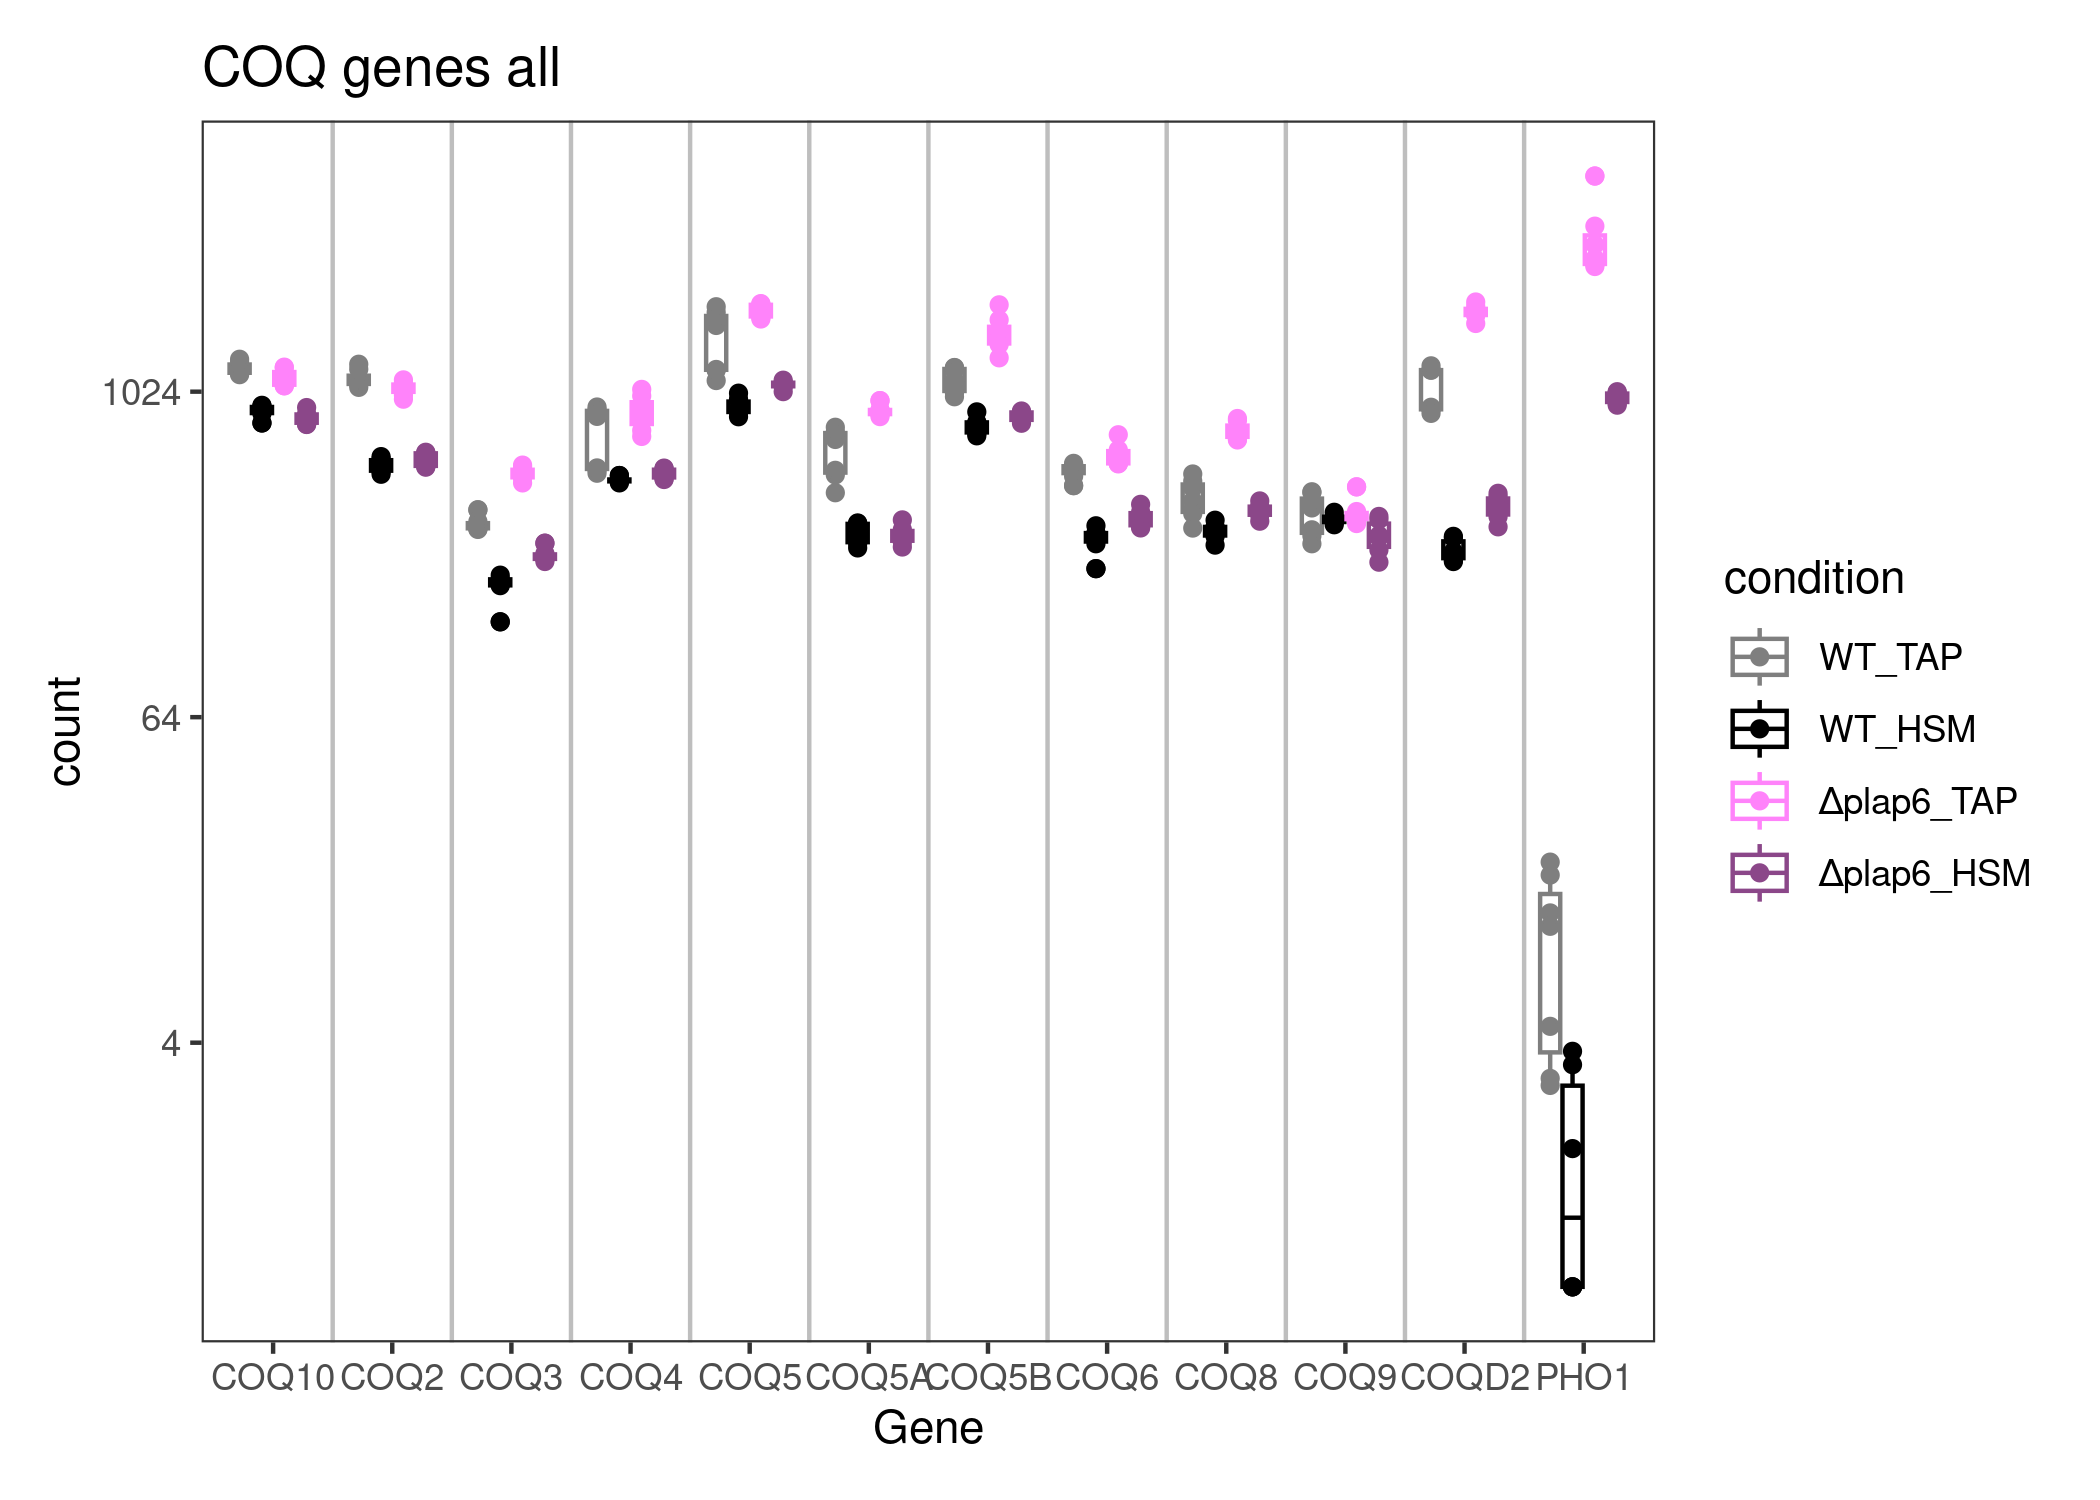 COQ genes all
1024
64
4
count
COQ10 COQ2 COQ3 COQ4 COQ5 COQ5A COQ5B COQ6 COQ8 COQ9 COQD2 PHO1
Gene
condition
WT_TAP
WT_HSM
Δplap6_TAP
Δplap6_HSM